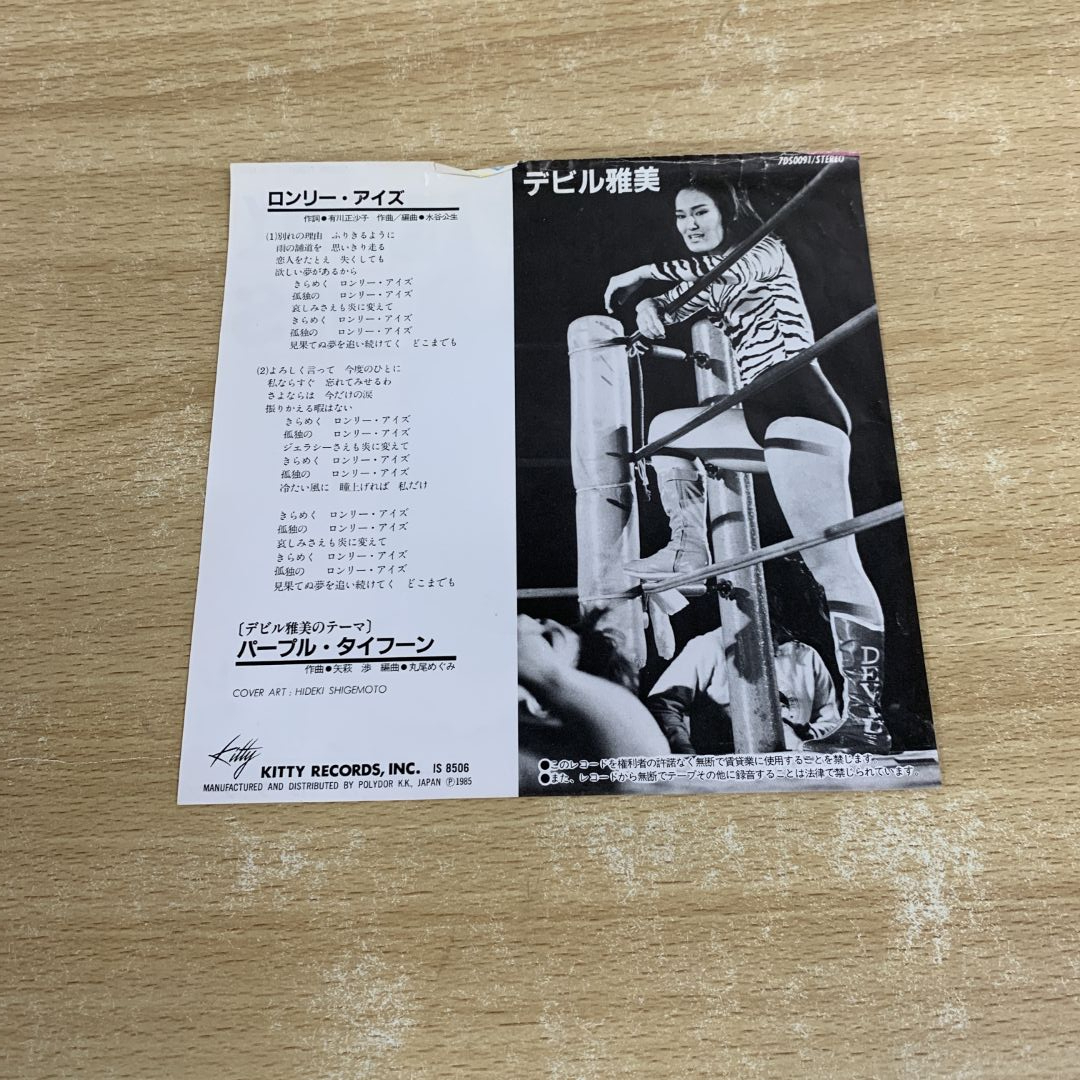 ロンリー・アイズ
作詞●有川正沙子 作曲／編曲●水谷公生
(1)別れの理由 ふりきるように
雨の舗道を 思いきり走る
恋人をたとえ 失くしても
欲しい夢があるから
きらめく ロンリー・アイズ
孤独の ロンリー・アイズ
哀しみさえも炎に変えて
きらめく ロンリー・アイズ
孤独の ロンリー・アイズ
見果てぬ夢を追い続けてく どこまでも
(2)よろしく言って 今度のひとに
私ならすぐ 忘れてみせるわ
さよならは 今だけの涙
振りかえる暇はない
きらめく ロンリー・アイズ
孤独の ロンリー・アイズ
ジェラシーさえも炎に変えて
きらめく ロンリー・アイズ
孤独の ロンリー・アイズ
冷たい風に 瞳上げれば 私だけ
きらめく ロンリー・アイズ
孤独の ロンリー・アイズ
哀しみさえも炎に変えて
きらめく ロンリー・アイズ
孤独の ロンリー・アイズ
見果てぬ夢を追い続けてく どこまでも
〔デビル雅美のテーマ〕
パープル・タイフーン
作曲●矢萩 渉 編曲●丸尾めぐみ
COVER ART : HIDEKI SHIGEMOTO
Kitty KITTY RECORDS, INC. IS 8506
MANUFACTURED AND DISTRIBUTED BY POLYDOR K.K., JAPAN Ⓟ1985
7DS0091/STEREO
デビル雅美
DEVIL
●このレコードを権利者の許諾なく無断で賃貸業に使用することを禁じます。
●また、レコードから無断でテープその他に録音することは法律で禁じられています。